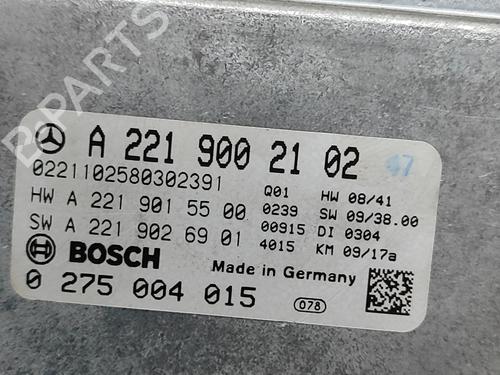 B-PARTS
A 221 900 21 02 47
0221102580302391
Q01 HW 08/41
HW A 221 901 55 00 0239 SW 09/38.00
SW A 221 902 69 01 00915 DI 0304
4015 KM 09/17a
BOSCH
Made in Germany
0 275 004 015 078